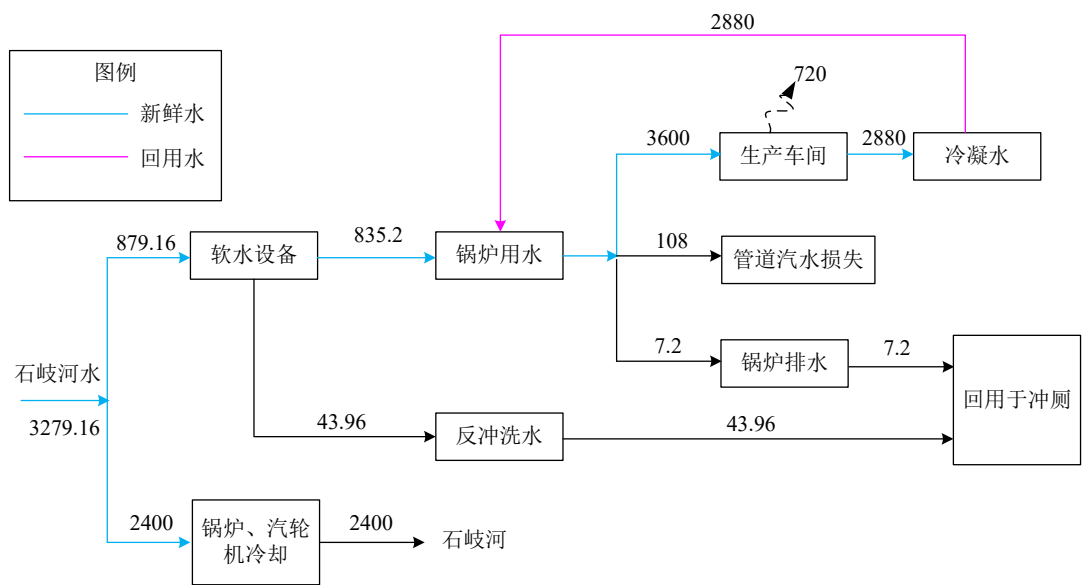 2880
图例
新鲜水
回用水
720
3600
生产车间
2880
冷凝水
879.16
软水设备
835.2
锅炉用水
108
管道汽水损失
7.2
锅炉排水
7.2
石岐河水
3279.16
43.96
反冲洗水
43.96
回用于冲厕
2400
锅炉、汽轮
机冷却
2400
石岐河